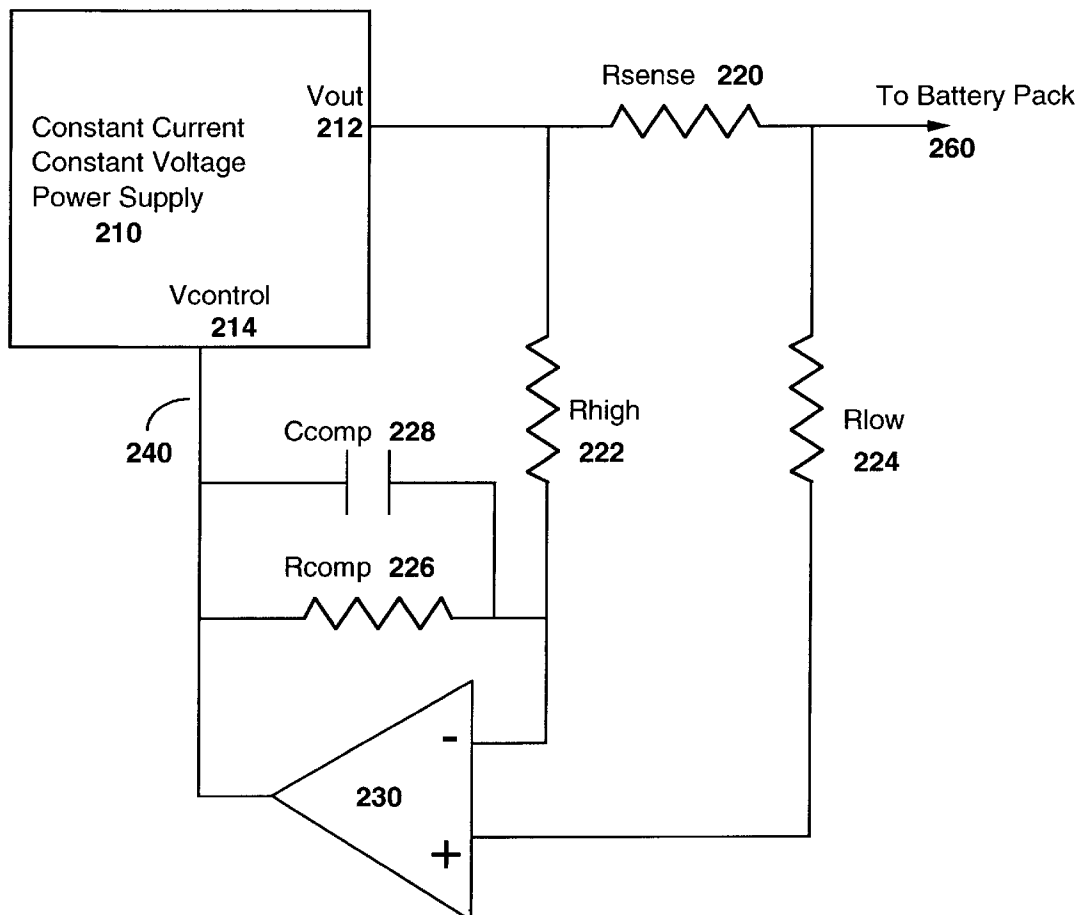 Rsense 220
Vout
212
To Battery Pack
260
Constant Current
Constant Voltage
Power Supply
210
Vcontrol
214
240
Ccomp 228
Rhigh
222
Rlow
224
Rcomp 226
-
230
+